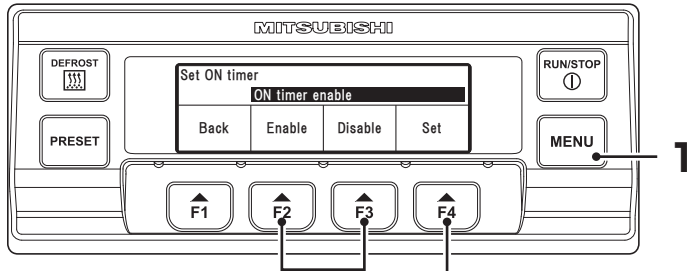 MITSUBISHI
DEFROST
PRESET
Set ON timer
ON timer enable
Back Enable Disable Set
RUN/STOP
MENU
1
F1 F2 F3 F4